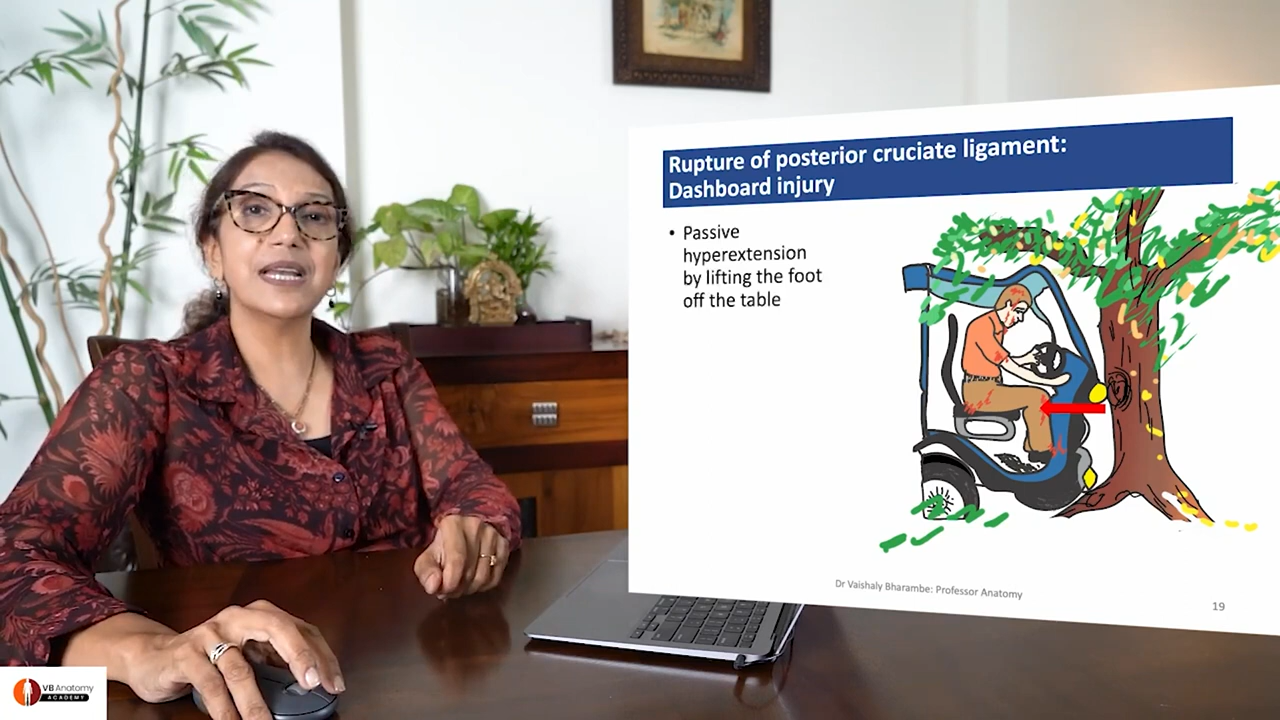 Rupture of posterior cruciate ligament:
Dashboard injury
• Passive
hyperextension
by lifting the foot
off the table
Dr Vaishaly Bharambe: Professor Anatomy
19
VB Anatomy
ACADEMY